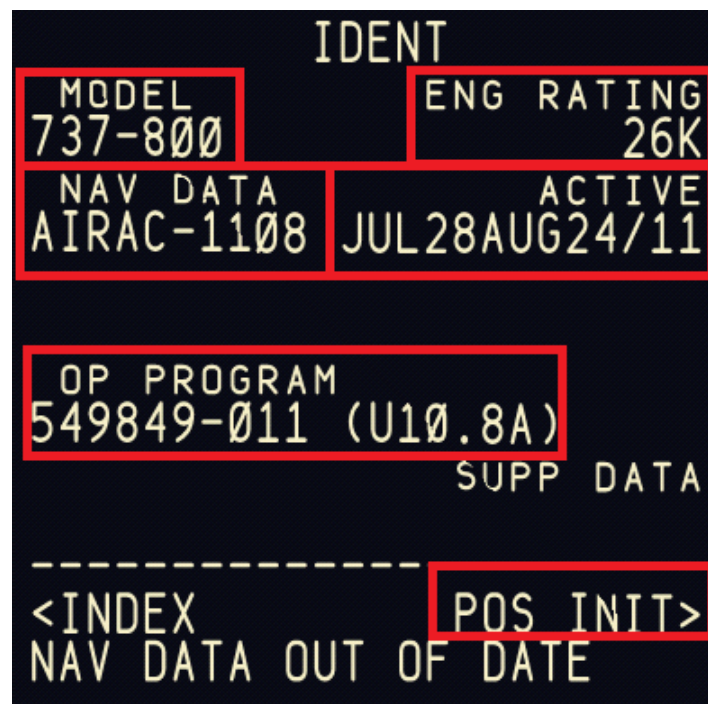 IDENT
MODEL ENG RATING
737-800 26K
NAV DATA ACTIVE
AIRAC-1108 JUL28AUG24/11
OP PROGRAM
549849-011 (U10.8A)
SUPP DATA
--------------
<INDEX POS INIT>
NAV DATA OUT OF DATE